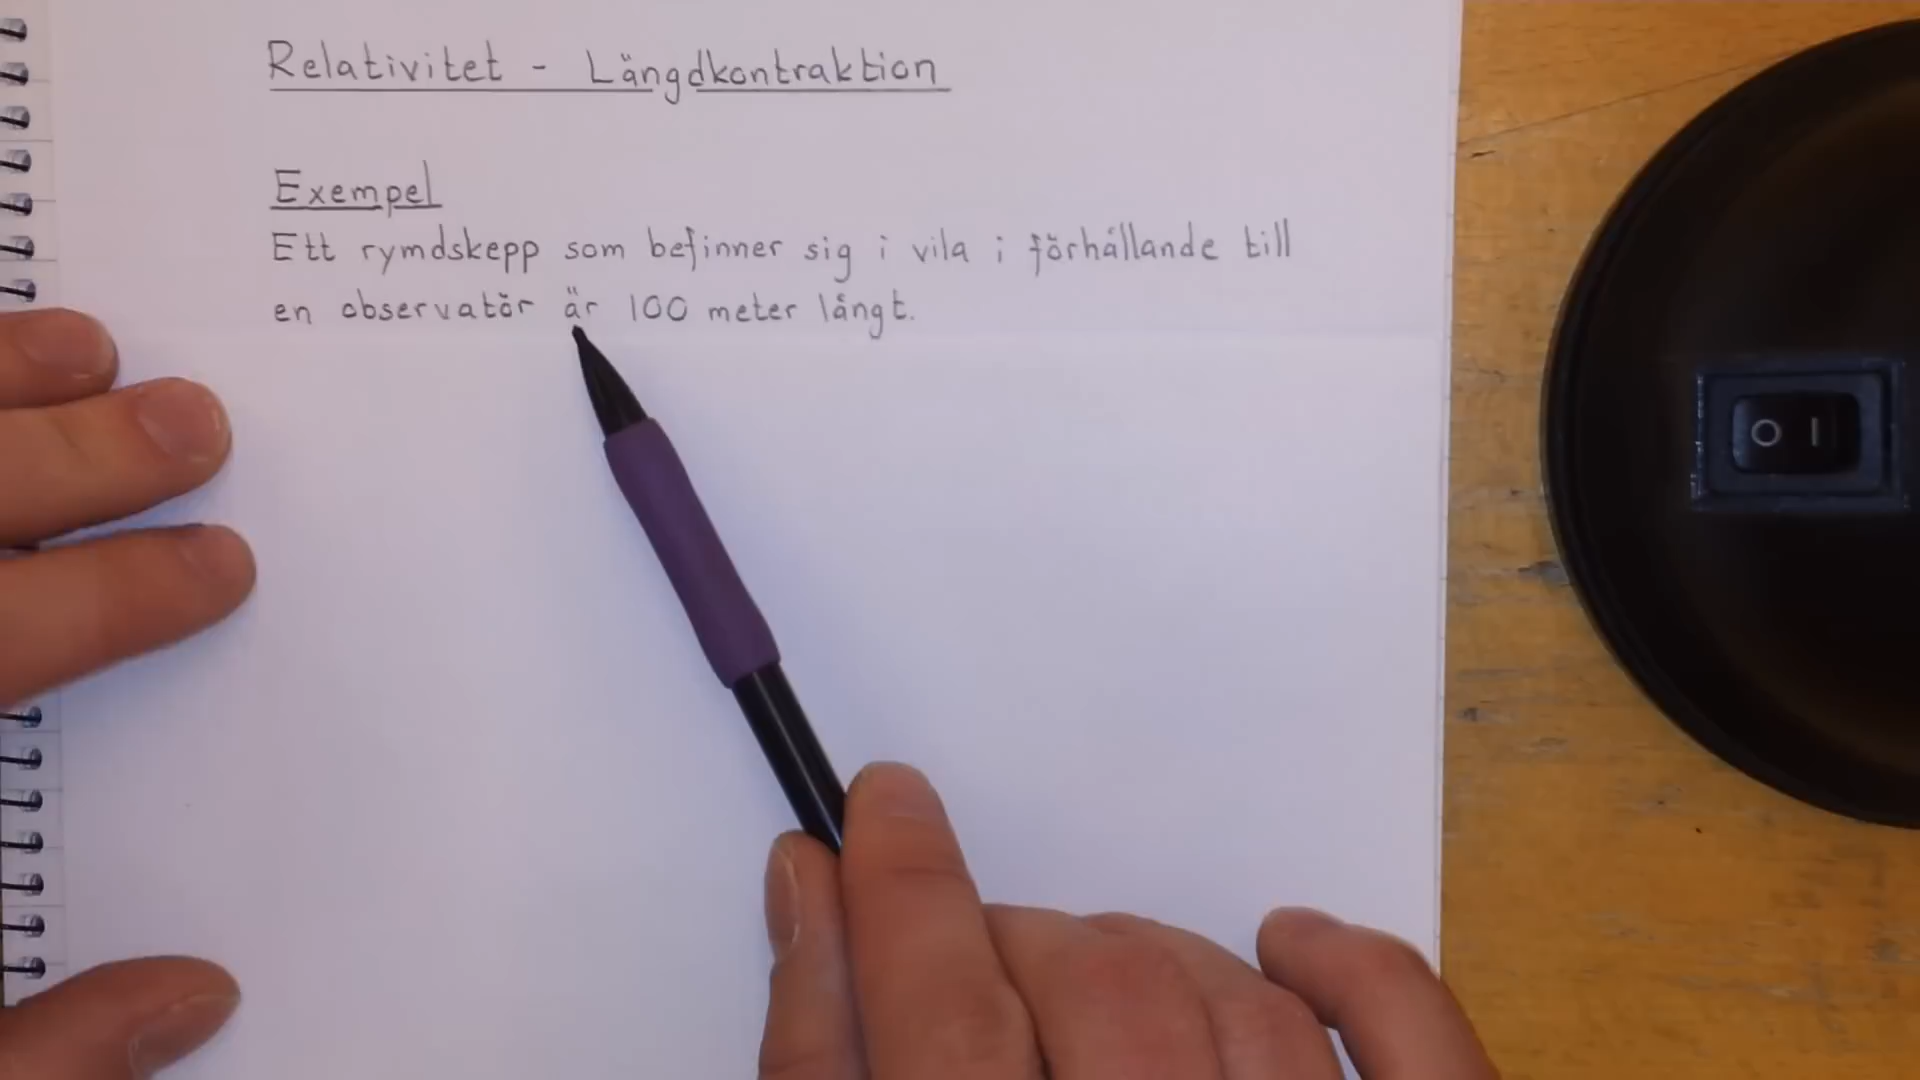 Relativitet - Längdkontraktion
Exempel
Ett rymdskepp som befinner sig i vila i förhållande till
en observatör är 100 meter långt.
O I